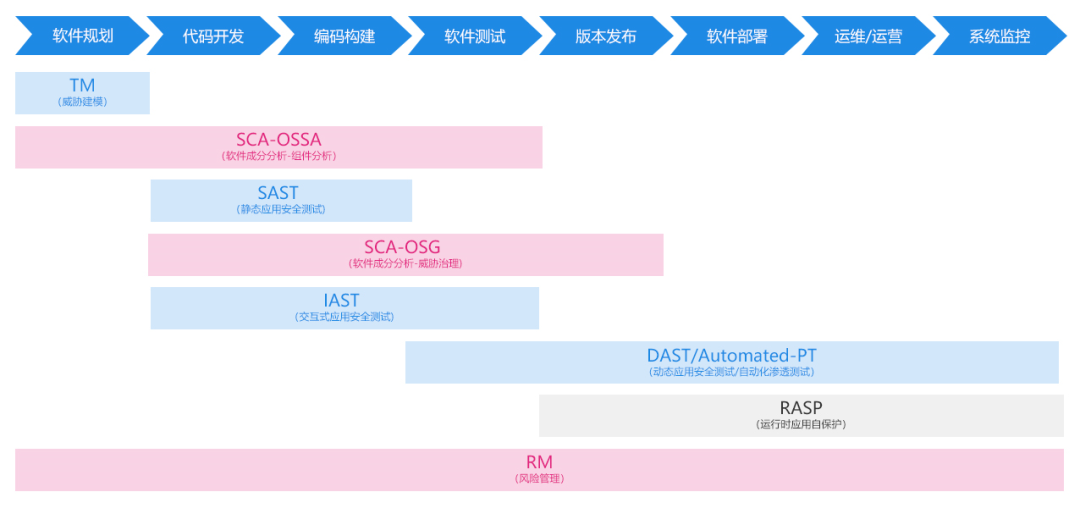 软件规划 代码开发 编码构建 软件测试 版本发布 软件部署 运维/运营 系统监控
TM
(威胁建模)
SCA-OSSA
(软件成分分析-组件分析)
SAST
(静态应用安全测试)
SCA-OSG
(软件成分分析-威胁治理)
IAST
(交互式应用安全测试)
DAST/Automated-PT
(动态应用安全测试/自动化渗透测试)
RASP
(运行时应用自保护)
RM
(风险管理)